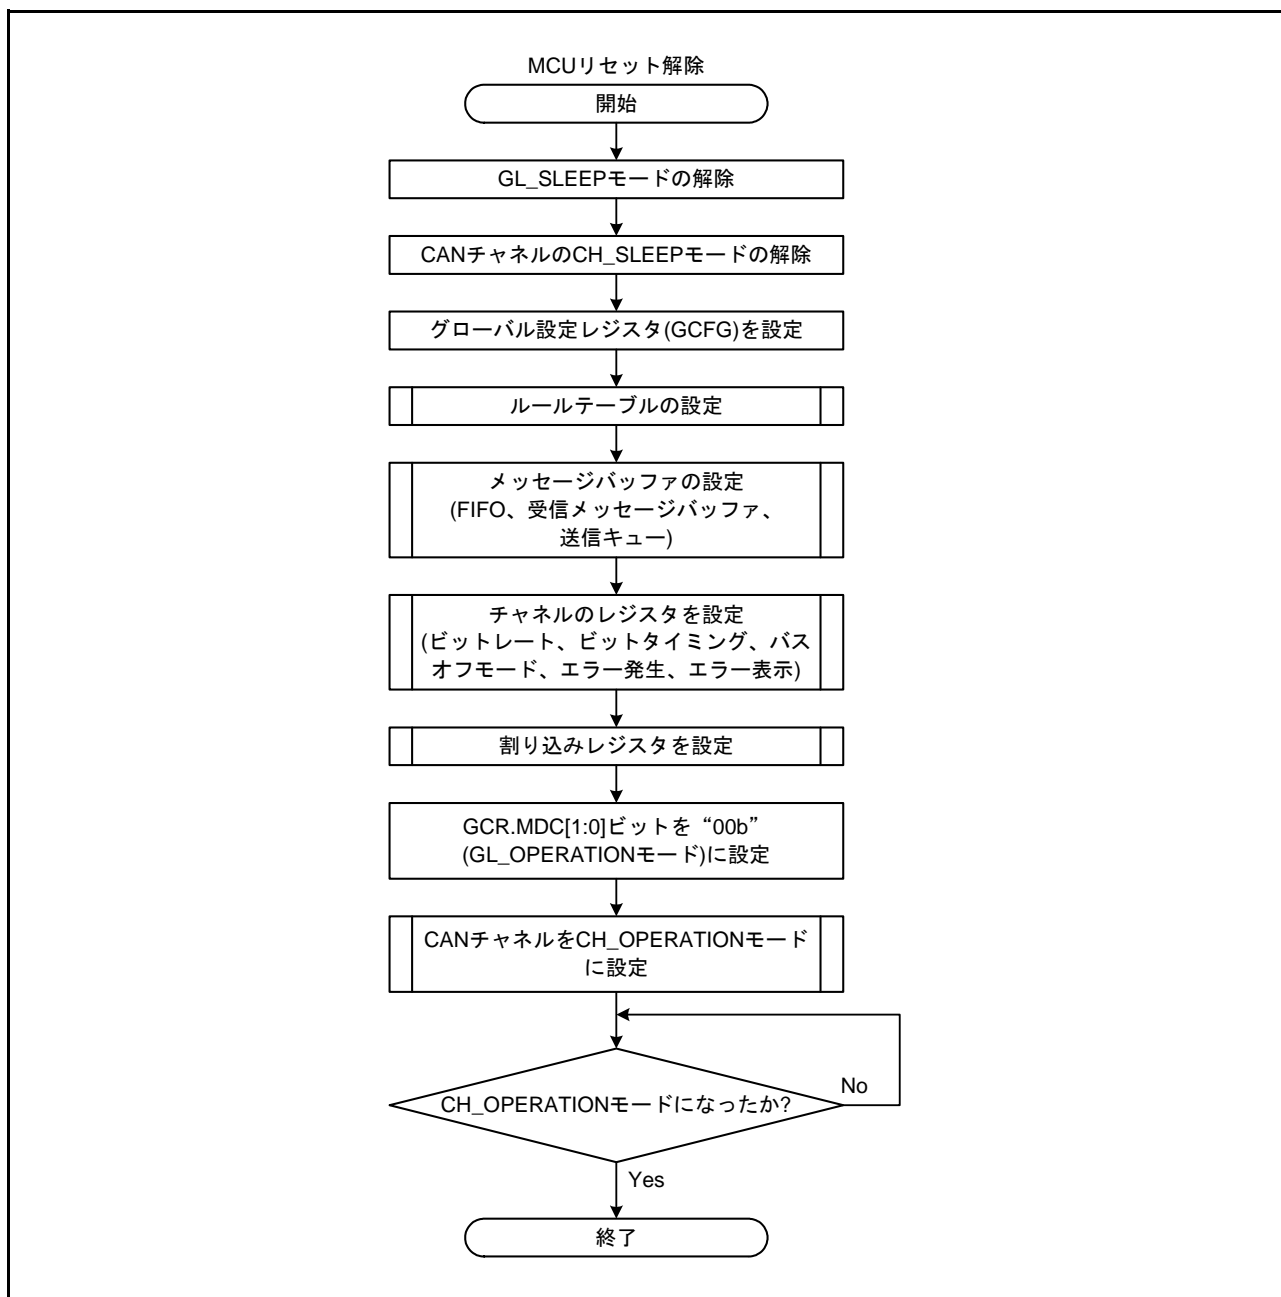 MCUリセット解除
開始
GL_SLEEPモードの解除
CANチャネルのCH_SLEEPモードの解除
グローバル設定レジスタ(GCFG)を設定
ルールテーブルの設定
メッセージバッファの設定
(FIFO、受信メッセージバッファ、
送信キュー)
チャネルのレジスタを設定
(ビットレート、ビットタイミング、バス
オフモード、エラー発生、エラー表示)
割り込みレジスタを設定
GCR.MDC[1:0]ビットを“00b”
(GL_OPERATIONモード)に設定
CANチャネルをCH_OPERATIONモード
に設定
CH_OPERATIONモードになったか?
No
Yes
終了